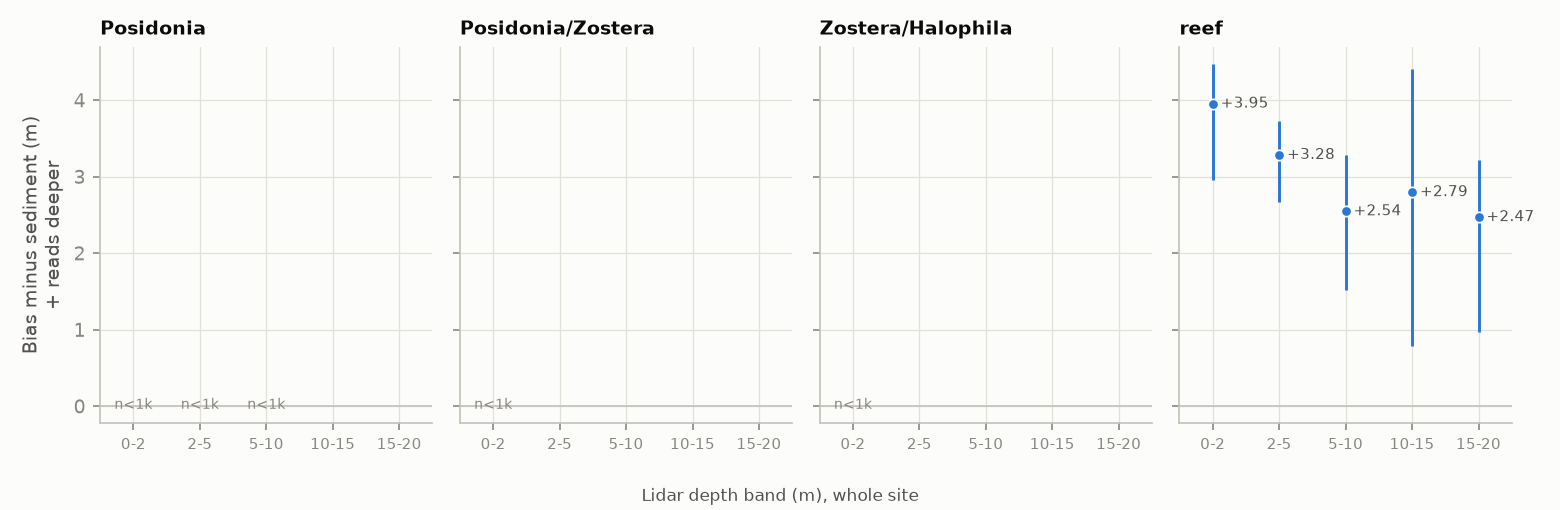 Posidonia
Posidonia/Zostera
Zostera/Halophila
reef
Bias minus sediment (m)
+ reads deeper
4
3
2
1
0
n<1k
n<1k
n<1k
n<1k
n<1k
+3.95
+3.28
+2.54
+2.79
+2.47
0-2
2-5
5-10
10-15
15-20
0-2
2-5
5-10
10-15
15-20
0-2
2-5
5-10
10-15
15-20
0-2
2-5
5-10
10-15
15-20
Lidar depth band (m), whole site